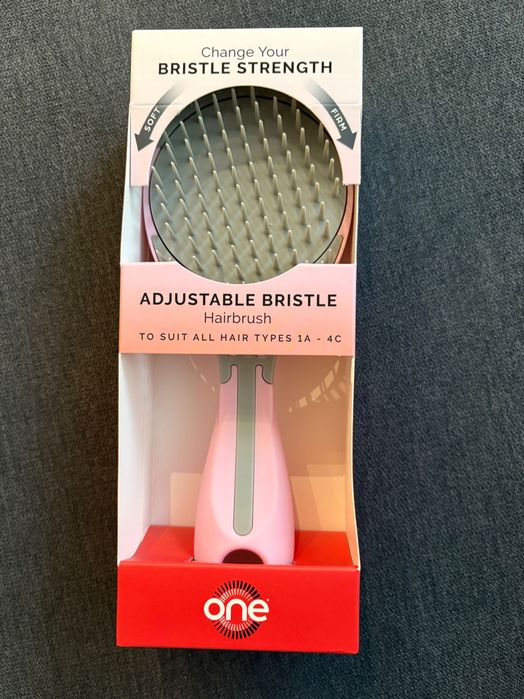 Change Your
BRISTLE STRENGTH
SOFT
FIRM
ADJUSTABLE BRISTLE
Hairbrush
TO SUIT ALL HAIR TYPES 1A - 4C
one